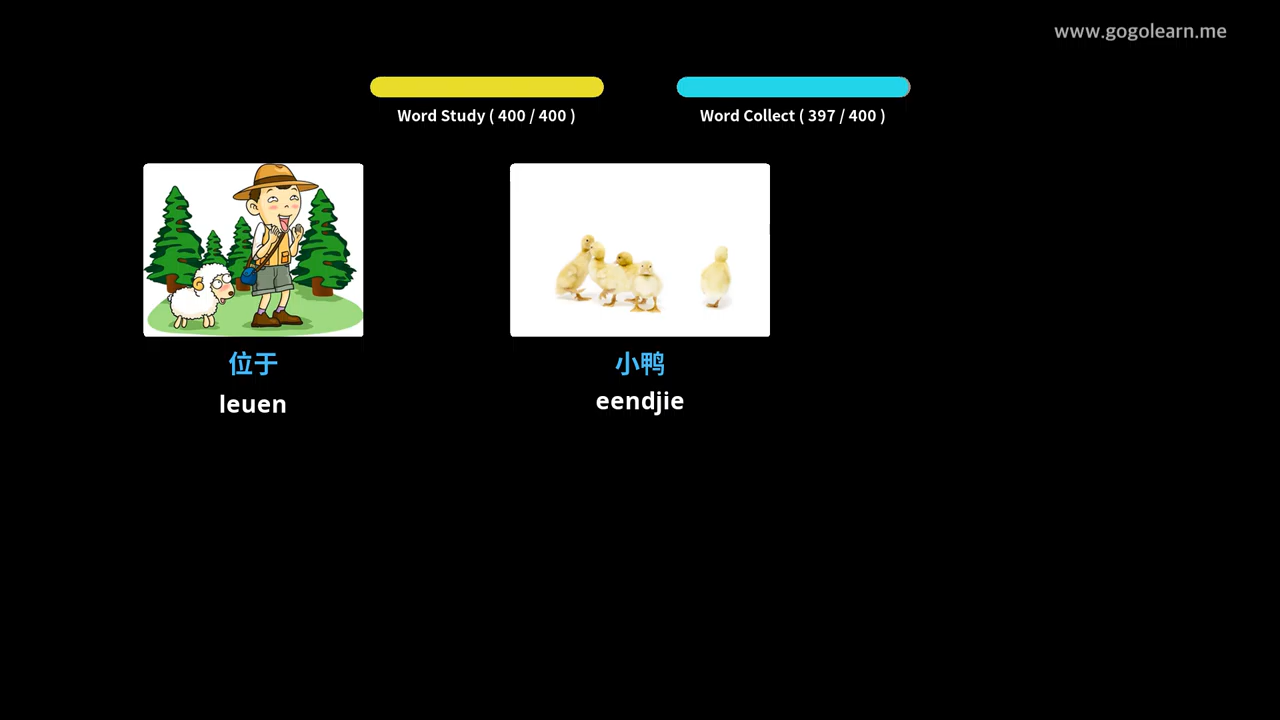 www.gogolearn.me
Word Study ( 400 / 400 )
Word Collect ( 397 / 400 )
位于
leuen
小鸭
eendjie